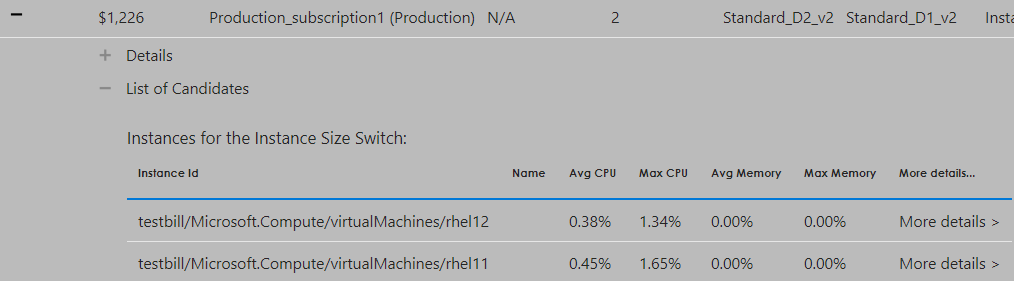 $1,226 Production_subscription1 (Production) N/A 2 Standard_D2_v2 Standard_D1_v2 Insta
Details
List of Candidates
Instances for the Instance Size Switch:
Instance Id Name Avg CPU Max CPU Avg Memory Max Memory More details...
testbill/Microsoft.Compute/virtualMachines/rhel12 0.38% 1.34% 0.00% 0.00% More details >
testbill/Microsoft.Compute/virtualMachines/rhel11 0.45% 1.65% 0.00% 0.00% More details >